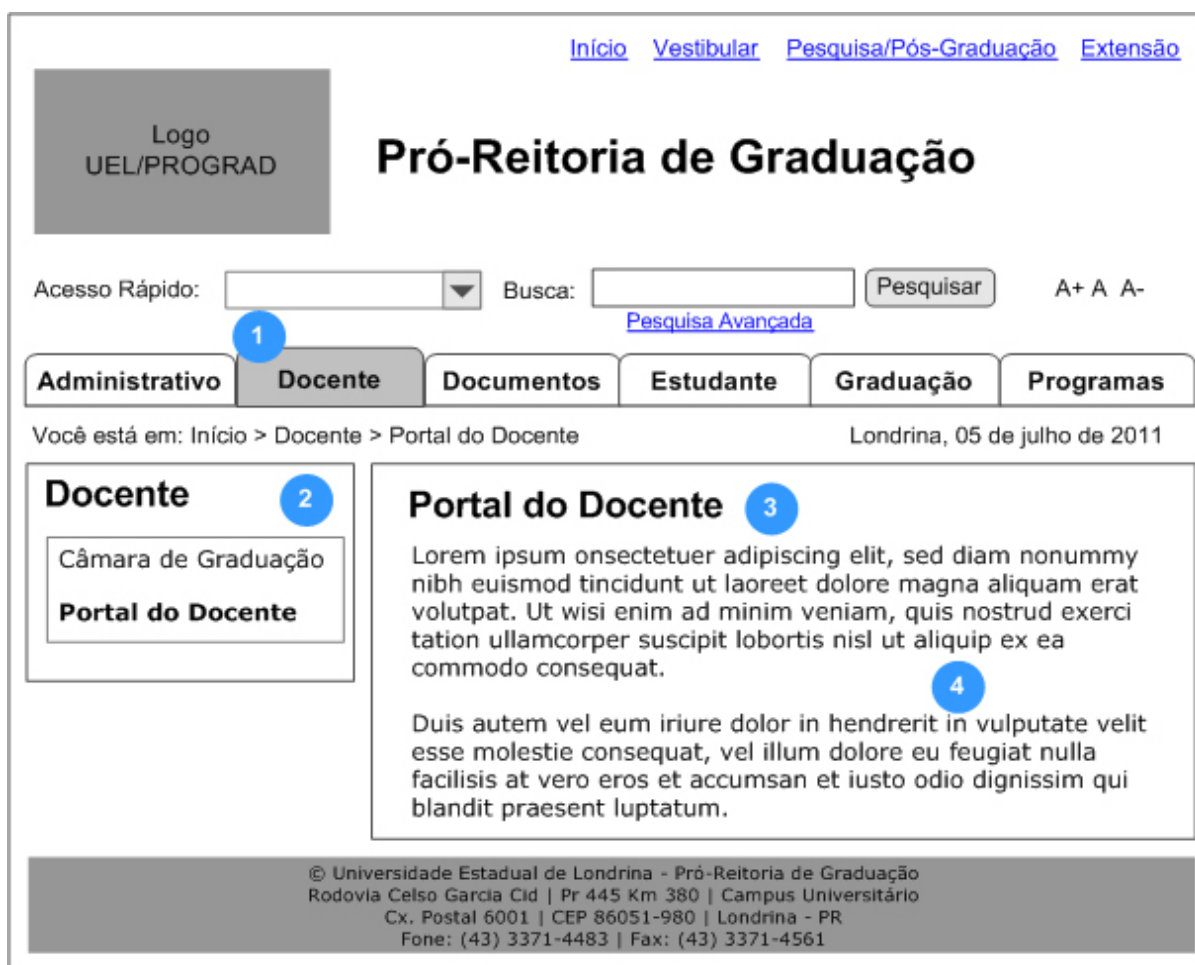 Início Vestibular Pesquisa/Pós-Graduação Extensão
Logo
UEL/PROGRAD
Pró-Reitoria de Graduação
Acesso Rápido: Busca: Pesquisar A+ A A-
Pesquisa Avançada
1
Administrativo Docente Documentos Estudante Graduação Programas
Você está em: Início > Docente > Portal do Docente Londrina, 05 de julho de 2011
Docente 2
Câmara de Graduação
Portal do Docente
Portal do Docente 3
Lorem ipsum onsectetuer adipiscing elit, sed diam nonummy
nibh euismod tincidunt ut laoreet dolore magna aliquam erat
volutpat. Ut wisi enim ad minim veniam, quis nostrud exerci
tation ullamcorper suscipit lobortis nisl ut aliquip ex ea
commodo consequat.
4
Duis autem vel eum iriure dolor in hendrerit in vulputate velit
esse molestie consequat, vel illum dolore eu feugiat nulla
facilisis at vero eros et accumsan et iusto odio dignissim qui
blandit praesent luptatum.
© Universidade Estadual de Londrina - Pró-Reitoria de Graduação
Rodovia Celso Garcia Cid | Pr 445 Km 380 | Campus Universitário
Cx. Postal 6001 | CEP 86051-980 | Londrina - PR
Fone: (43) 3371-4483 | Fax: (43) 3371-4561